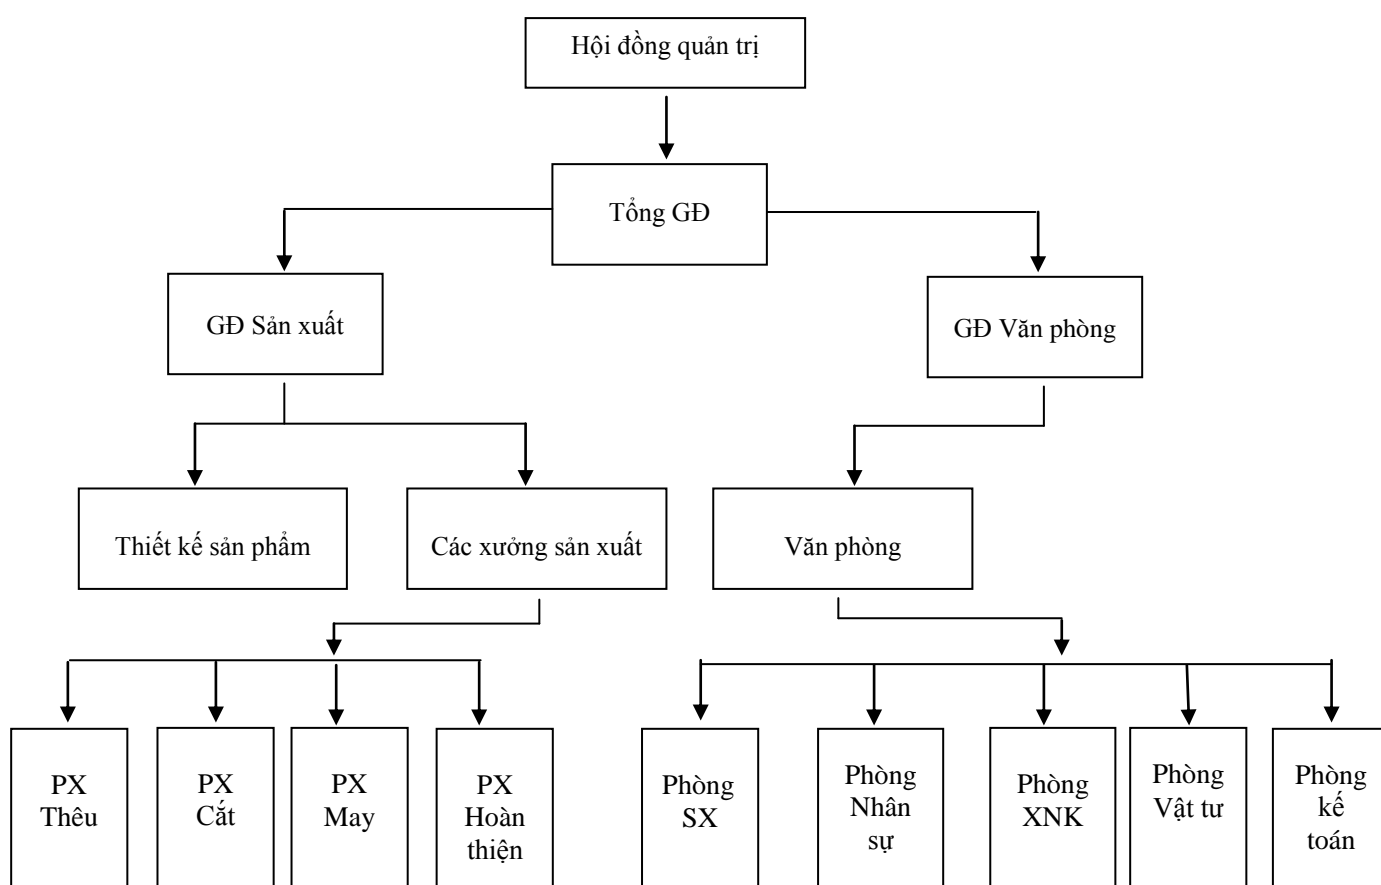 Hội đồng quản trị
Tổng GĐ
GĐ Sản xuất
GĐ Văn phòng
Thiết kế sản phẩm
Các xưởng sản xuất
Văn phòng
PX
Thêu
PX
Cắt
PX
May
PX
Hoàn
thiện
Phòng
SX
Phòng
Nhân
sự
Phòng
XNK
Phòng
Vật tư
Phòng
kế
toán